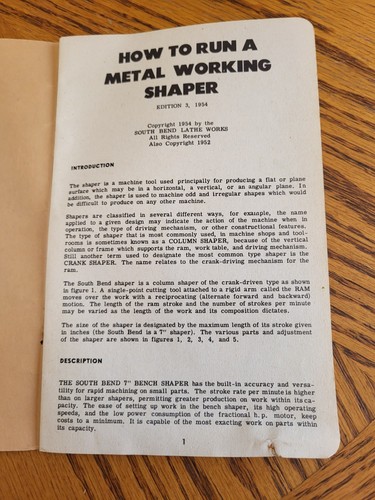 HOW TO RUN A
METAL WORKING
SHAPER
EDITION 3, 1954
Copyright 1954 by the
SOUTH BEND LATHE WORKS
All Rights Reserved
Also Copyright 1952
INTRODUCTION
The shaper is a machine tool used principally for producing a flat or plane
surface which may be in a horizontal, a vertical, or an angular plane. In
addition, the shaper is used to machine odd and irregular shapes which would
be difficult to produce on any other machine.
Shapers are classified in several different ways, for example, the name
applied to a given design may indicate the action of the machine when in
operation, the type of driving mechanism, or other constructional features.
The type of shaper that is most commonly used, in machine shops and tool-
rooms is sometimes known as a COLUMN SHAPER, because of the vertical
column or frame which supports the ram, work table, and driving mechanism.
Still another term used to designate the most common type shaper is the
CRANK SHAPER. The name relates to the crank-driving mechanism for the
ram.
The South Bend shaper is a column shaper of the crank-driven type as shown
in figure 1. A single-point cutting tool attached to a rigid arm called the RAM
moves over the work with a reciprocating (alternate forward and backward)
motion. The length of the ram stroke and the number of strokes per minute
may be varied as the length of the work and its composition dictates.
The size of the shaper is designated by the maximum length of its stroke given
in inches (the South Bend is a 7" shaper). The various parts and adjustment
of the shaper are shown in figures 1, 2, 3, 4, and 5.
DESCRIPTION
THE SOUTH BEND 7" BENCH SHAPER has the built-in accuracy and versa-
tility for rapid machining on small parts. The stroke rate per minute is higher
than on larger shapers, permitting greater production on work within its ca-
pacity. The ease of setting up work in the bench shaper, its high operating
speeds, and the low power consumption of the fractional h.p. motor, keep
costs to a minimum. It is capable of the most exacting work on parts within
its capacity.
1